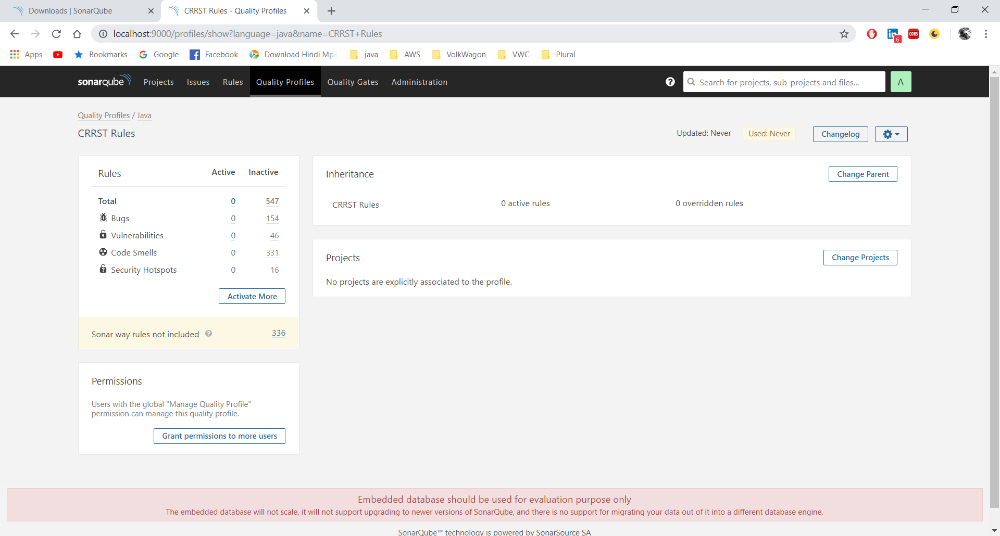 Downloads | SonarQube
CRRST Rules - Quality Profiles
localhost:9000/profiles/show?language=java&name=CRRST+Rules
CORS
6
Apps Bookmarks Google Facebook Download Hindi Mp3 java AWS VolkWagon VWC Plural
sonarqube Projects Issues Rules Quality Profiles Quality Gates Administration
Search for projects, sub-projects and files...
A
Quality Profiles / Java
CRRST Rules
Updated: Never Used: Never Changelog
Rules Active Inactive
Total 0 547
Bugs 0 154
Vulnerabilities 0 46
Code Smells 0 331
Security Hotspots 0 16
Activate More
Sonar way rules not included ? 336
Permissions
Users with the global "Manage Quality Profile"
permission can manage this quality profile.
Grant permissions to more users
Inheritance Change Parent
CRRST Rules 0 active rules 0 overridden rules
Projects Change Projects
No projects are explicitly associated to the profile.
Embedded database should be used for evaluation purpose only
The embedded database will not scale, it will not support upgrading to newer versions of SonarQube, and there is no support for migrating your data out of it into a different database engine.
SonarQube™ technology is powered by SonarSource SA